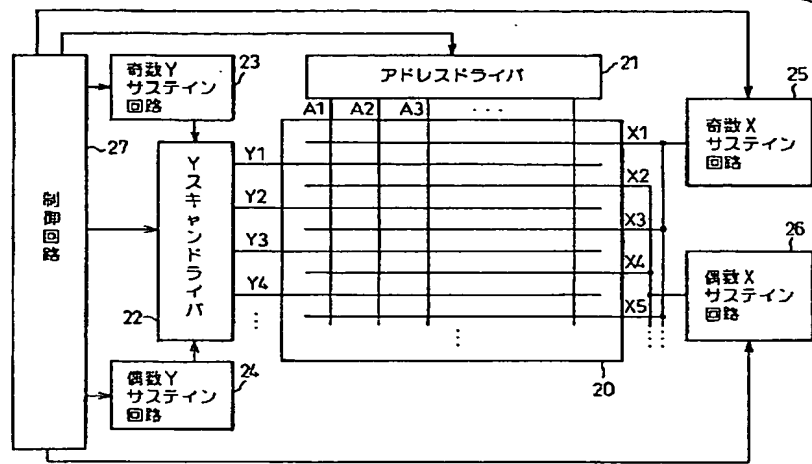 奇数Y
サステイン
回路
23
アドレスドライバ
21
25
奇数X
サステイン
回路
A1 A2 A3 ...
27
制御回路
Yスキャンドライバ
22
Y1
Y2
Y3
Y4
X1
X2
X3
X4
X5
26
偶数X
サステイン
回路
偶数Y
サステイン
回路
24
20